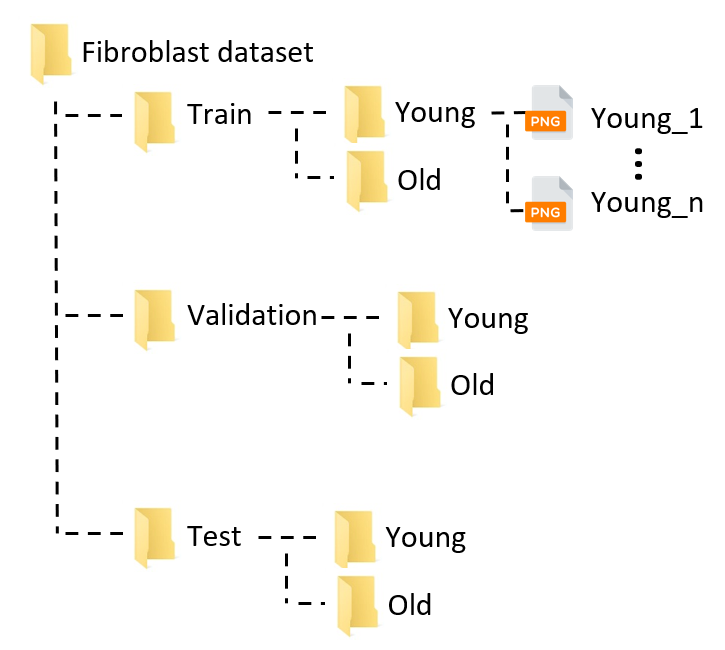 Fibroblast dataset
Train
Young
PNG
Young_1
Old
PNG
Young_n
Validation
Young
Old
Test
Young
Old